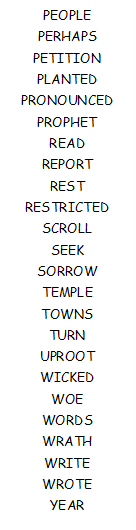 PEOPLE
PERHAPS
PETITION
PLANTED
PRONOUNCED
PROPHET
READ
REPORT
REST
RESTRICTED
SCROLL
SEEK
SORROW
TEMPLE
TOWNS
TURN
UPROOT
WICKED
WOE
WORDS
WRATH
WRITE
WROTE
YEAR